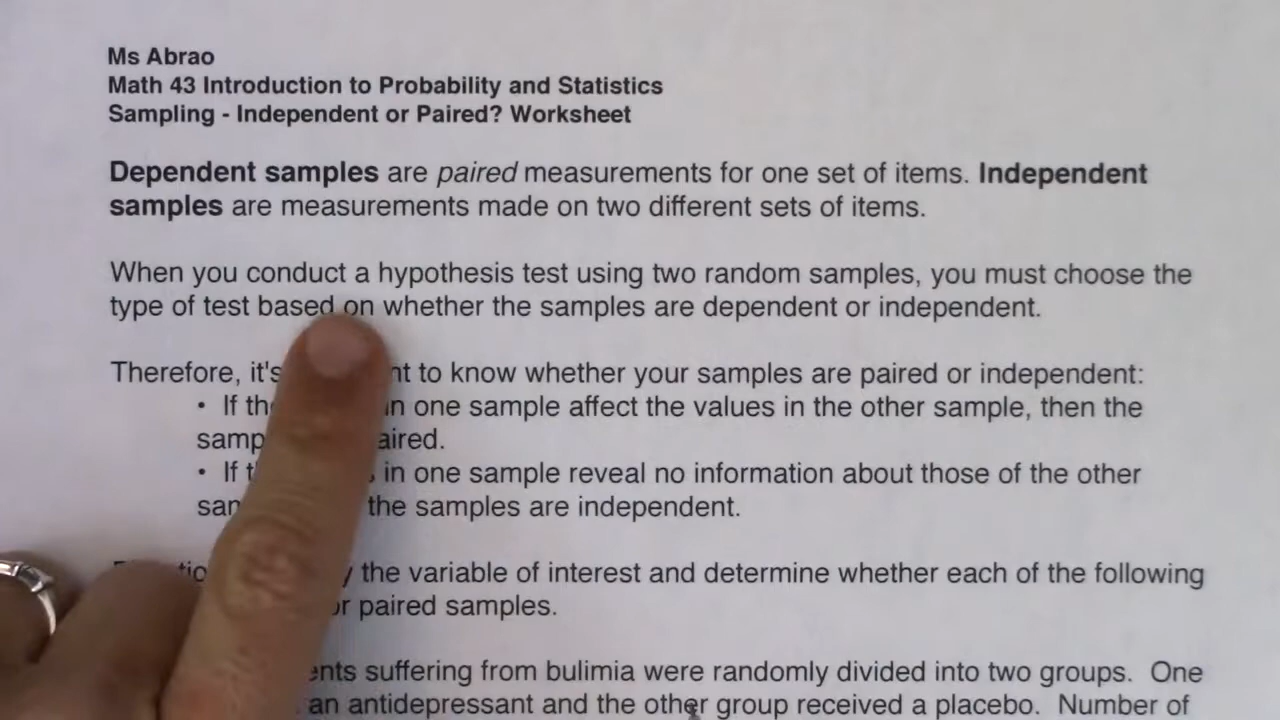 Ms Abrao
Math 43 Introduction to Probability and Statistics
Sampling - Independent or Paired? Worksheet
Dependent samples are paired measurements for one set of items. Independent
samples are measurements made on two different sets of items.
When you conduct a hypothesis test using two random samples, you must choose the
type of test based on whether the samples are dependent or independent.
Therefore, it's to know whether your samples are paired or independent:
• If in one sample affect the values in the other sample, then the
paired.
• If in one sample reveal no information about those of the other
the samples are independent.
the variable of interest and determine whether each of the following
or paired samples.
suffering from bulimia were randomly divided into two groups. One
an antidepressant and the other group received a placebo. Number of